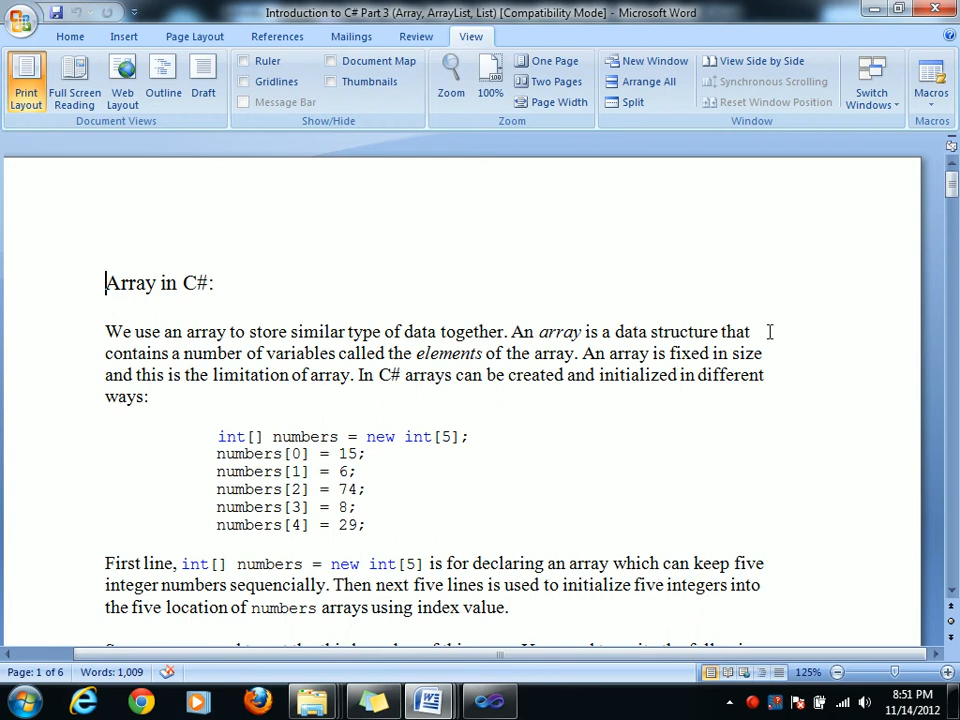 Introduction to C# Part 3 (Array, ArrayList, List) [Compatibility Mode] - Microsoft Word
Home Insert Page Layout References Mailings Review View
Print Layout
Full Screen Reading
Web Layout
Outline
Draft
Document Views
Ruler
Gridlines
Message Bar
Document Map
Thumbnails
Show/Hide
Zoom
100%
One Page
Two Pages
Page Width
Zoom
New Window
Arrange All
Split
View Side by Side
Synchronous Scrolling
Reset Window Position
Switch Windows
Window
Macros
Macros
Array in C#:
We use an array to store similar type of data together. An array is a data structure that
contains a number of variables called the elements of the array. An array is fixed in size
and this is the limitation of array. In C# arrays can be created and initialized in different
ways:
int[] numbers = new int[5];
numbers[0] = 15;
numbers[1] = 6;
numbers[2] = 74;
numbers[3] = 8;
numbers[4] = 29;
First line, int[] numbers = new int[5] is for declaring an array which can keep five
integer numbers sequencially. Then next five lines is used to initialize five integers into
the five location of numbers arrays using index value.
Page: 1 of 6 Words: 1,009 125%
8:51 PM
11/14/2012